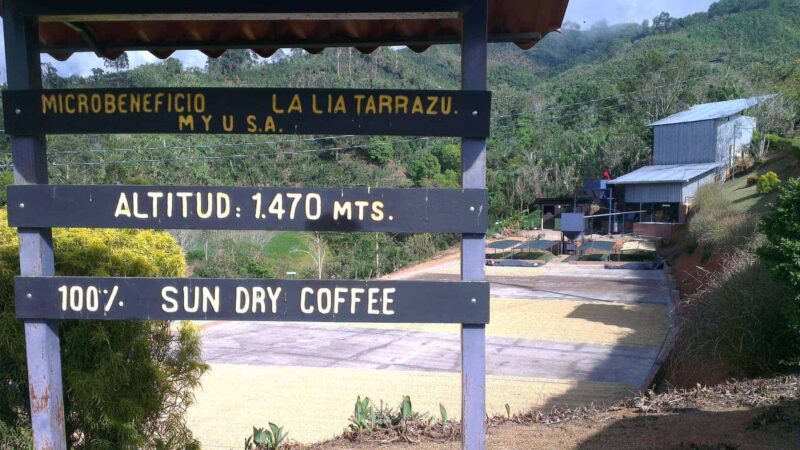 MICROBENEFICIO LA LIA TARRAZU.
M Y U S.A.
ALTITUD: 1.470 MTS.
100% SUN DRY COFFEE